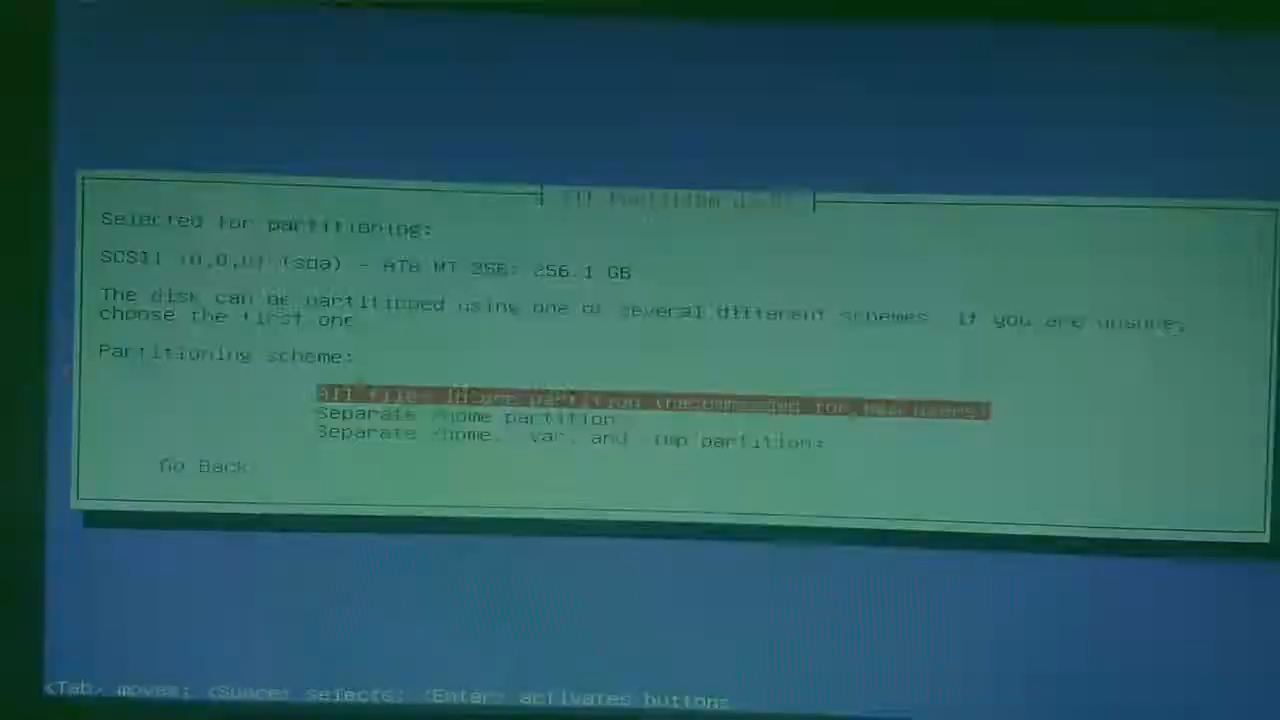 [!!] Partition disks
Selected for partitioning:
SCSI1 (0,0,0) (sda) - ATA MT 256: 256.1 GB
The disk can be partitioned using one of several different schemes. If you are unsure,
choose the first one.
Partitioning scheme:
All files in one partition (recommended for new users)
Separate /home partition
Separate /home, /var, and /tmp partitions
<Go Back>
<Tab> moves; <Space> selects; <Enter> activates buttons